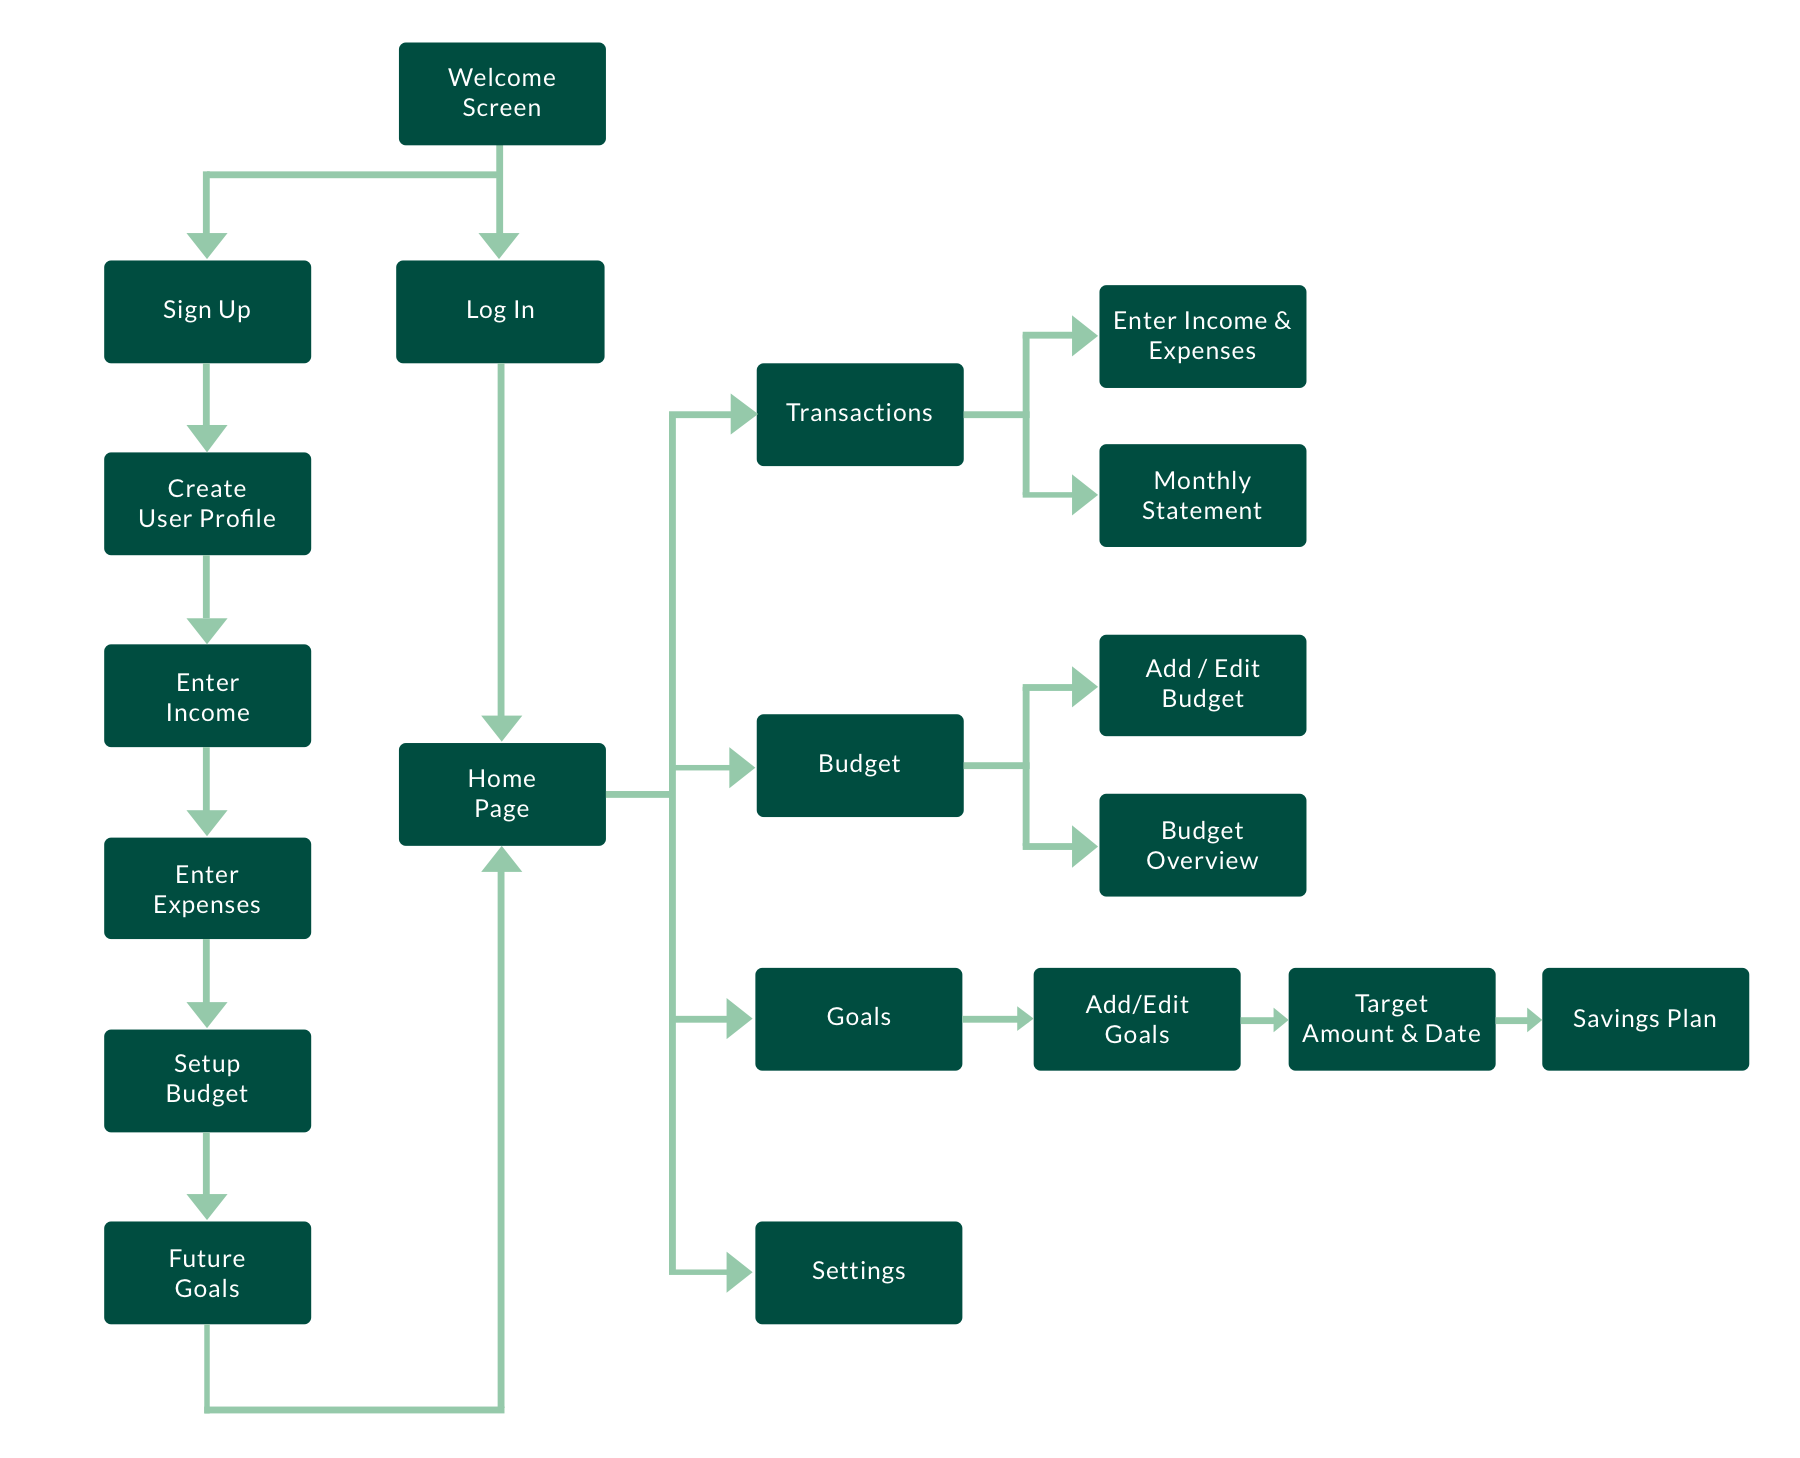 Welcome
Screen
Sign Up
Log In
Create
User Profile
Enter
Income
Enter
Expenses
Setup
Budget
Future
Goals
Home
Page
Transactions
Enter Income &
Expenses
Monthly
Statement
Budget
Add / Edit
Budget
Budget
Overview
Goals
Add/Edit
Goals
Target
Amount & Date
Savings Plan
Settings